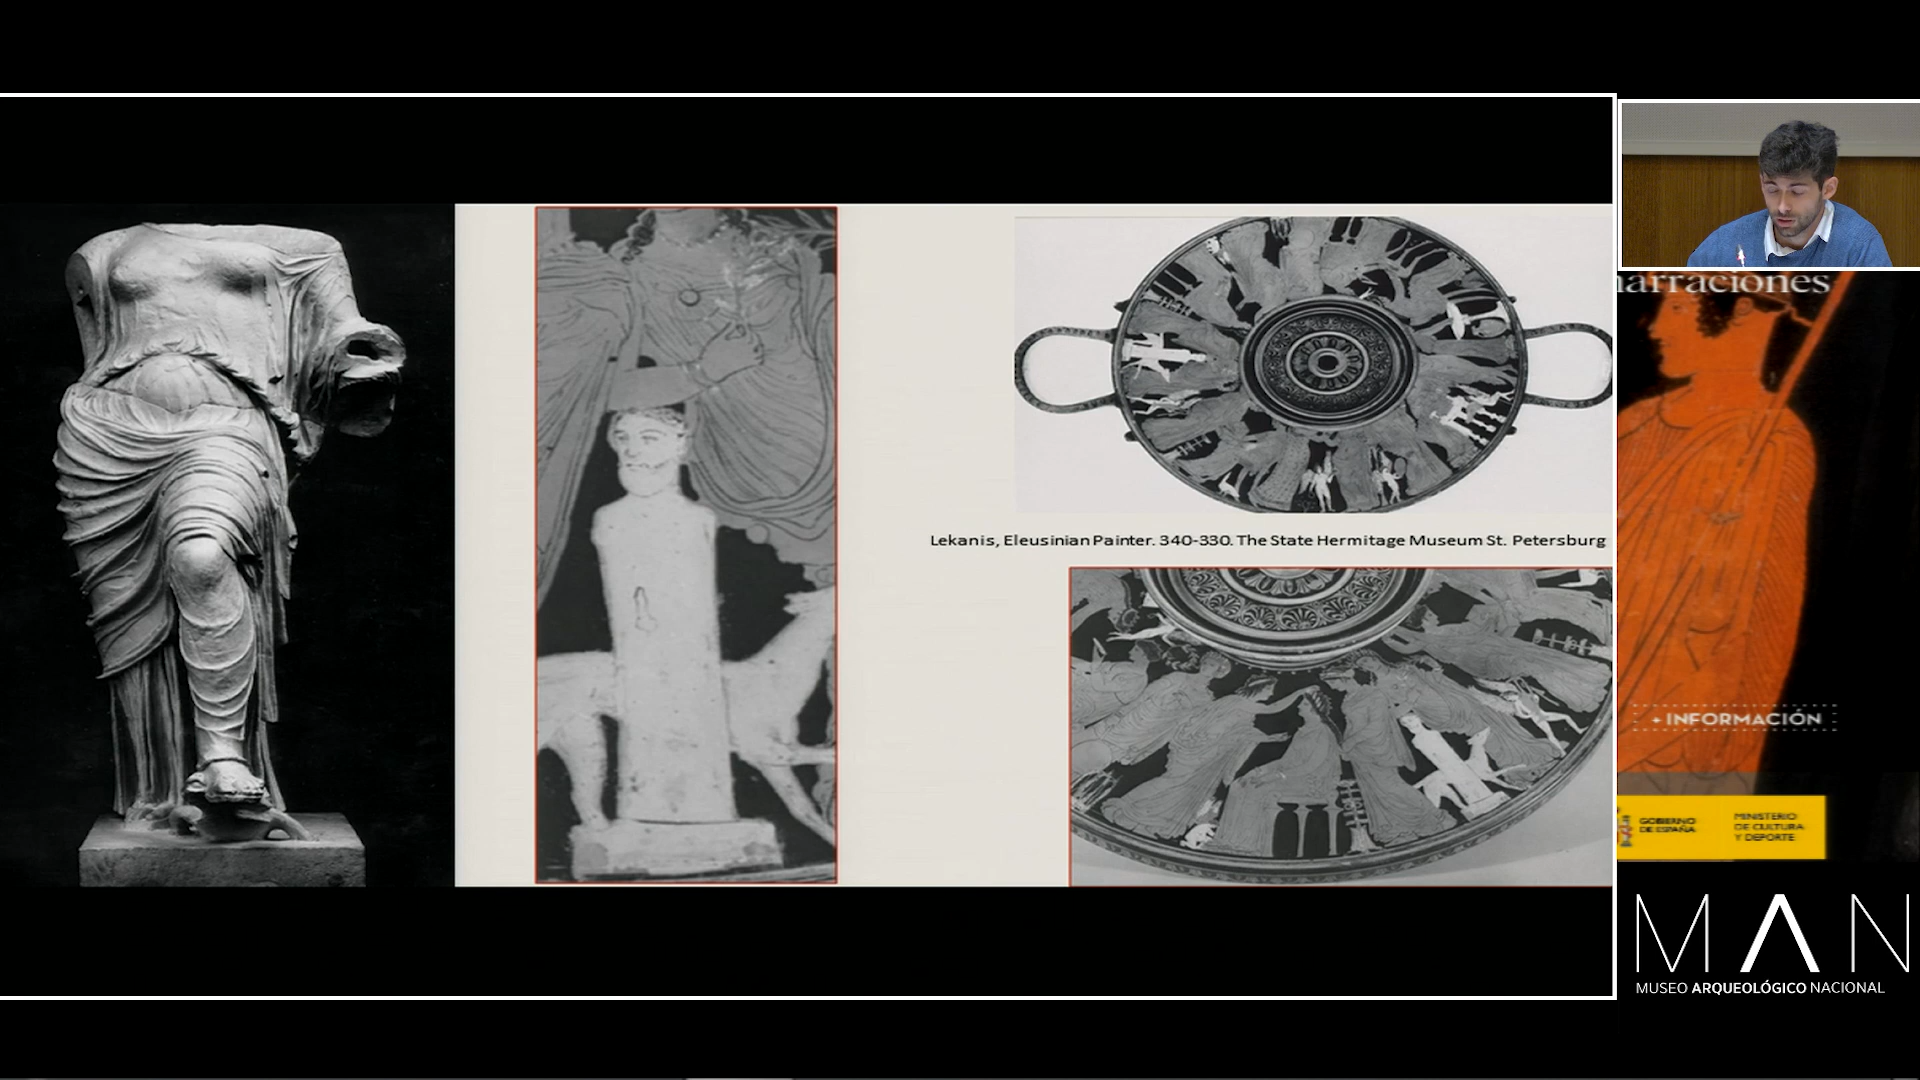 Lekanis, Eleusinian Painter. 340-330. The State Hermitage Museum St. Petersburg
narraciones
+ INFORMACIÓN
GOBIERNO
DE ESPAÑA
MINISTERIO
DE CULTURA
Y DEPORTE
MAN
MUSEO ARQUEOLÓGICO NACIONAL